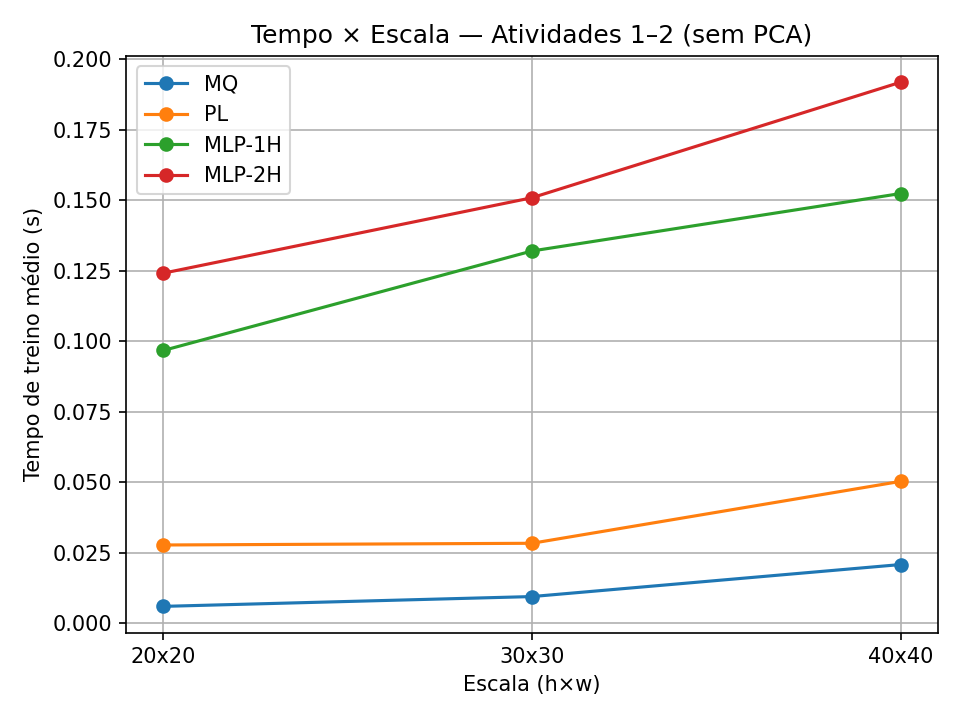 Tempo × Escala — Atividades 1–2 (sem PCA)
MQ
PL
MLP-1H
MLP-2H
Tempo de treino médio (s)
0.200
0.175
0.150
0.125
0.100
0.075
0.050
0.025
0.000
20x20 30x30 40x40
Escala (h×w)